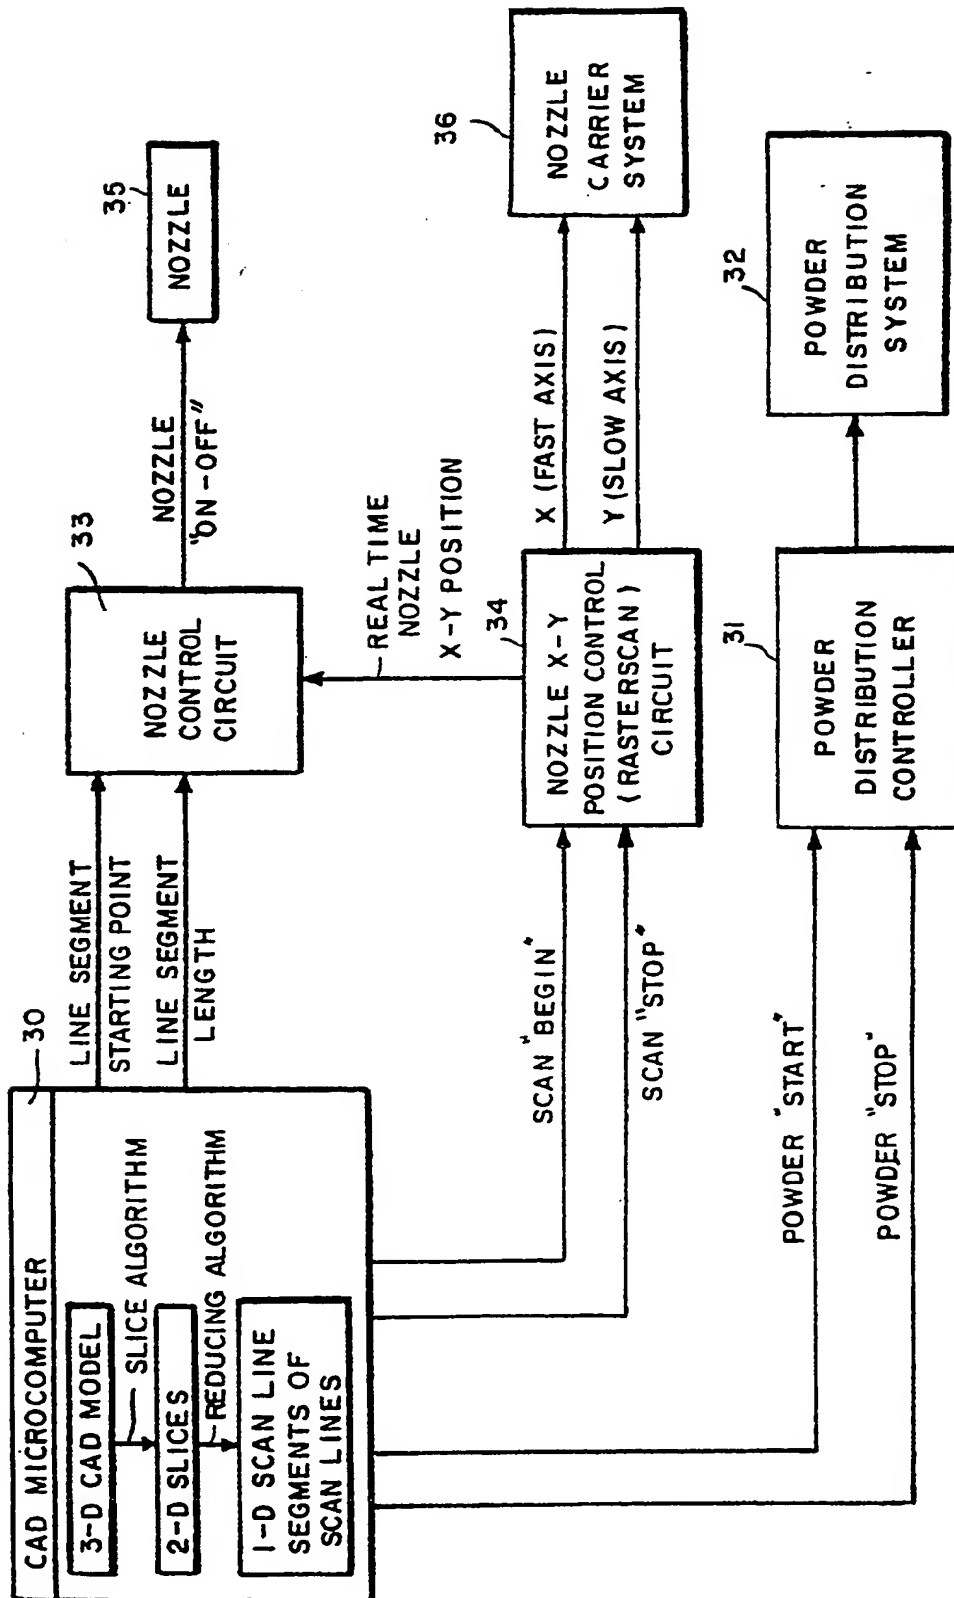 CAD MICROCOMPUTER
30
3-D CAD MODEL
SLICE ALGORITHM
2-D SLICES
REDUCING ALGORITHM
1-D SCAN LINE
SEGMENTS OF
SCAN LINES
LINE SEGMENT
STARTING POINT
LINE SEGMENT
LENGTH
33
NOZZLE
CONTROL
CIRCUIT
NOZZLE
"ON-OFF"
35
NOZZLE
REAL TIME
NOZZLE
X-Y POSITION
SCAN "BEGIN"
SCAN "STOP"
34
NOZZLE X-Y
POSITION CONTROL
(RASTERSCAN)
CIRCUIT
X (FAST AXIS)
Y (SLOW AXIS)
36
NOZZLE
CARRIER
SYSTEM
POWDER "START"
POWDER "STOP"
31
POWDER
DISTRIBUTION
CONTROLLER
32
POWDER
DISTRIBUTION
SYSTEM